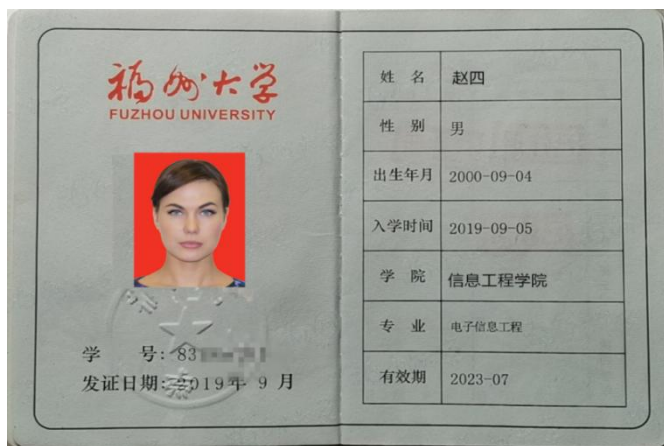 福州大学
FUZHOU UNIVERSITY
学 号: 83
发证日期: 2019年 9 月
姓 名 赵四
性 别 男
出生年月 2000-09-04
入学时间 2019-09-05
学 院 信息工程学院
专 业 电子信息工程
有效期 2023-07